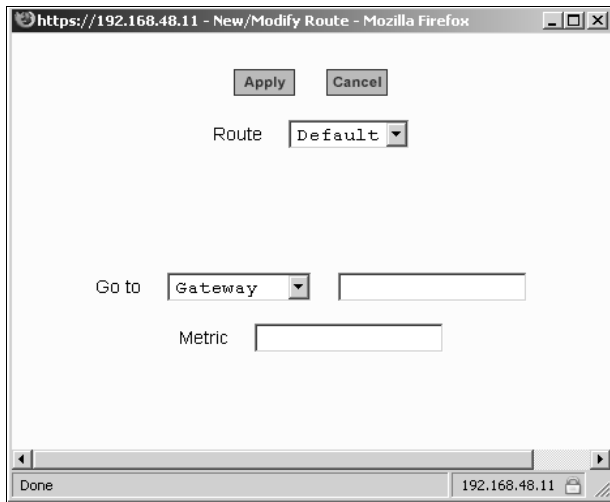 https://192.168.48.11 - New/Modify Route - Mozilla Firefox
Apply Cancel
Route Default
Go to Gateway
Metric
Done 192.168.48.11